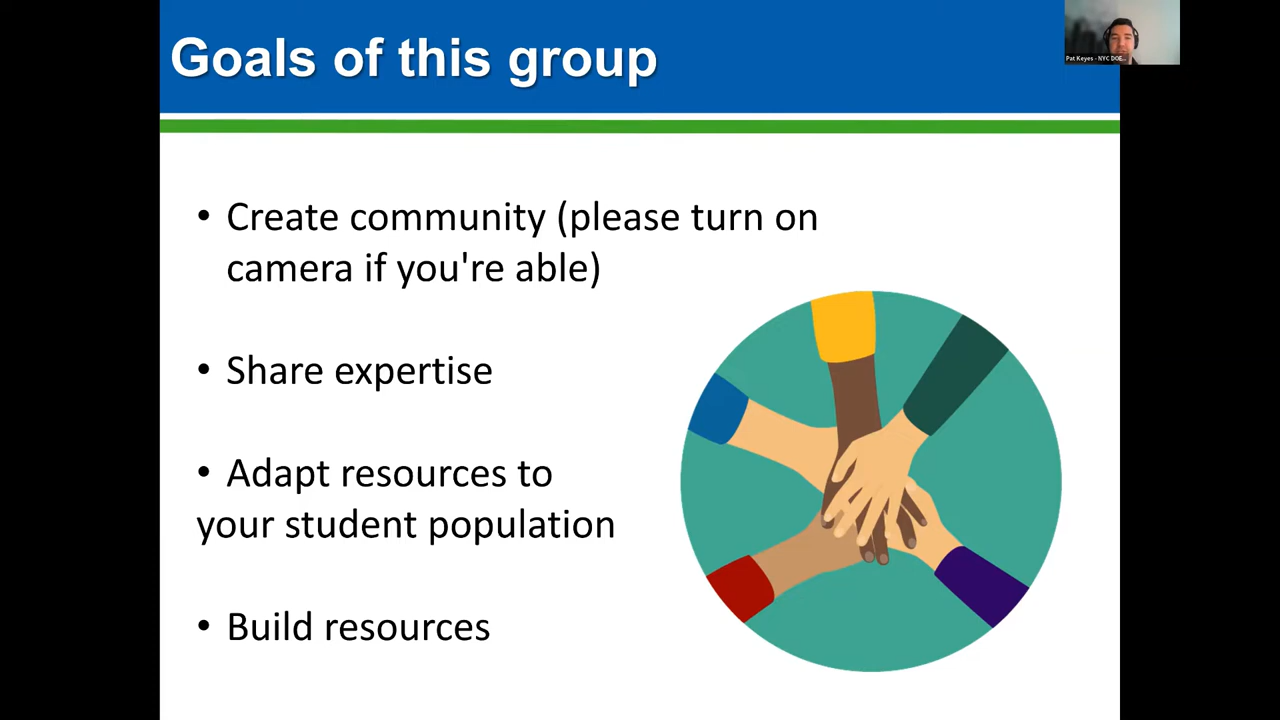 Goals of this group
Pat Keyes - NYC DOE...
• Create community (please turn on
camera if you're able)
• Share expertise
• Adapt resources to
your student population
• Build resources